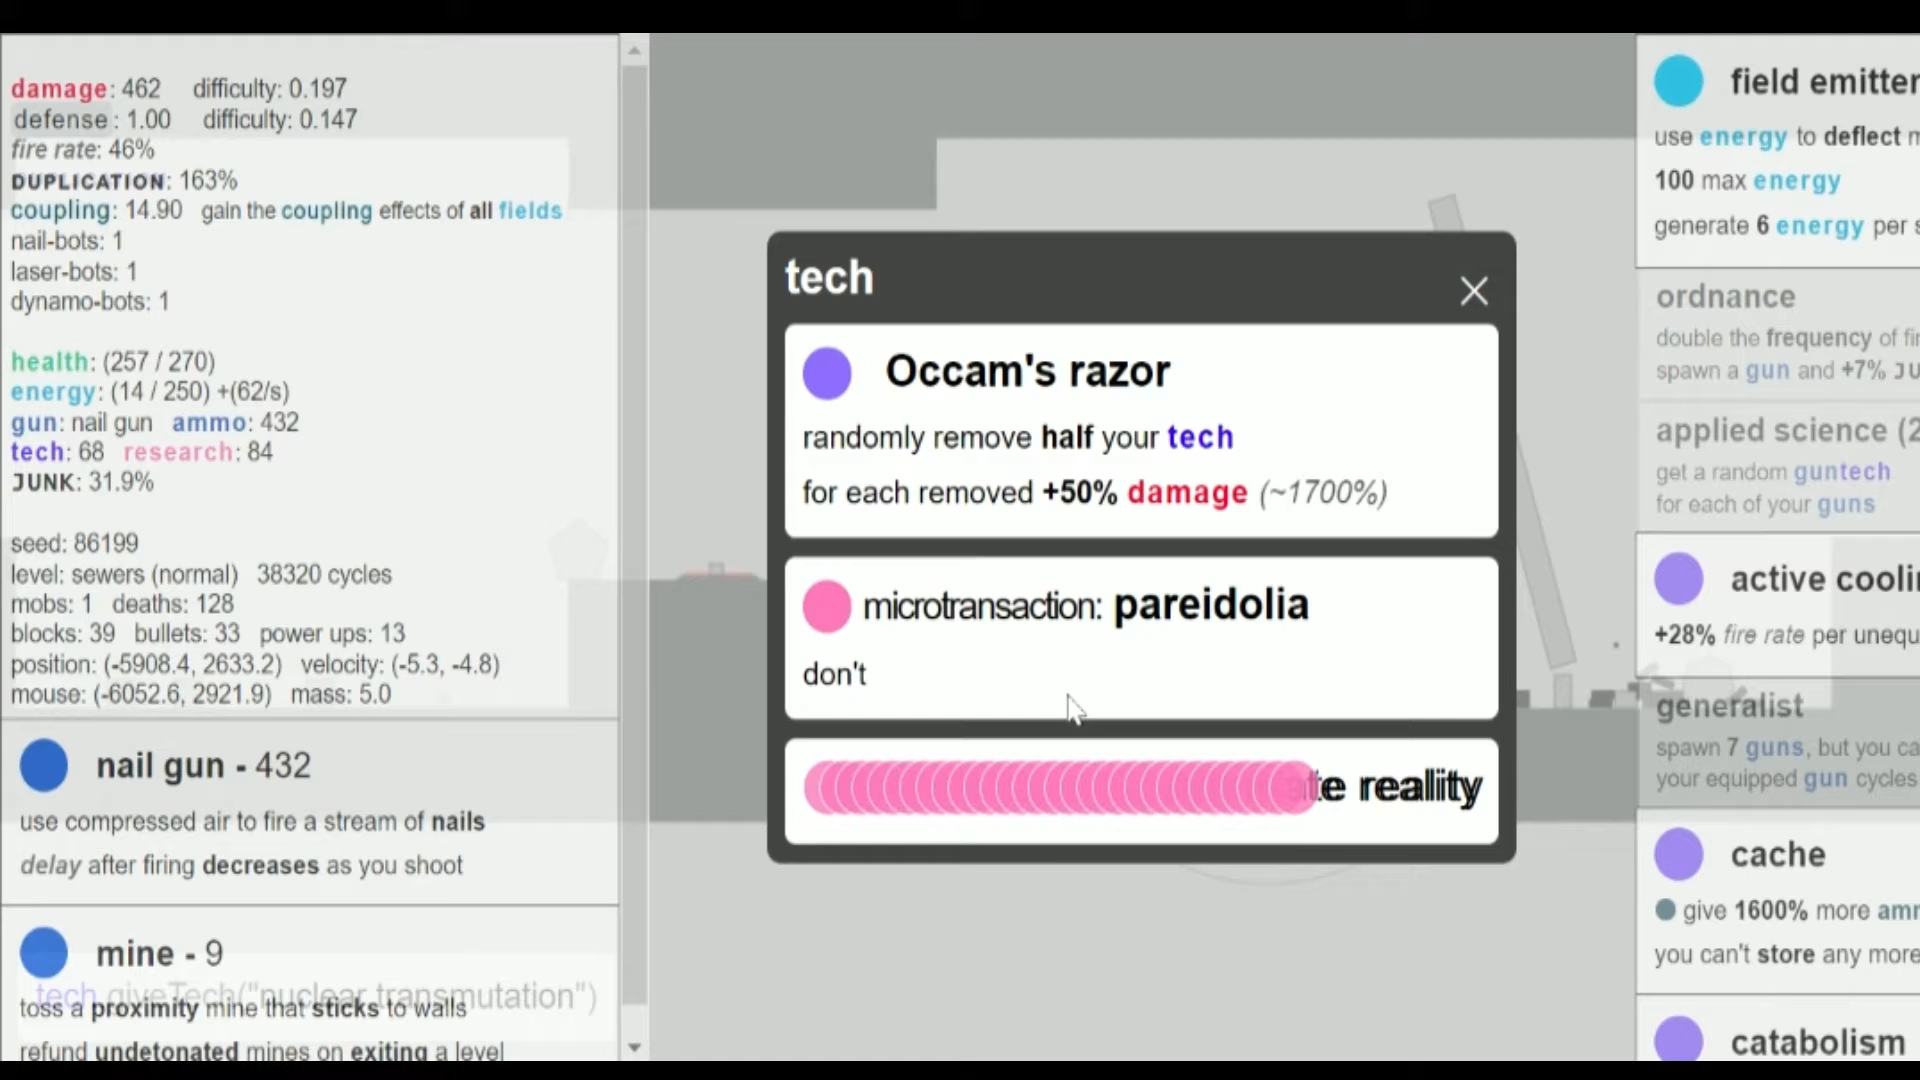 damage: 462 difficulty: 0.197
defense: 1.00 difficulty: 0.147
fire rate: 46%
DUPLICATION: 163%
coupling: 14.90 gain the coupling effects of all fields
nail-bots: 1
laser-bots: 1
dynamo-bots: 1
health: (257 / 270)
energy: (14 / 250) +(62/s)
gun: nail gun ammo: 432
tech: 68 research: 84
JUNK: 31.9%
seed: 86199
level: sewers (normal) 38320 cycles
mobs: 1 deaths: 128
blocks: 39 bullets: 33 power ups: 13
position: (-5908.4, 2633.2) velocity: (-5.3, -4.8)
mouse: (-6052.6, 2921.9) mass: 5.0
nail gun - 432
use compressed air to fire a stream of nails
delay after firing decreases as you shoot
mine - 9
tech.giveTech("nuclear transmutation")
toss a proximity mine that sticks to walls
refund undetonated mines on exiting a level
tech
Occam's razor
randomly remove half your tech
for each removed +50% damage (~1700%)
microtransaction: pareidolia
don't
reality
field emitter
use energy to deflect
100 max energy
generate 6 energy per
ordnance
double the frequency of
spawn a gun and +7%
applied science (2
get a random guntech
for each of your guns
active
+28% fire rate per
generalist
spawn 7 guns, but you
your equipped gun cycles
cache
give 1600% more
you can't store any more
catabolism